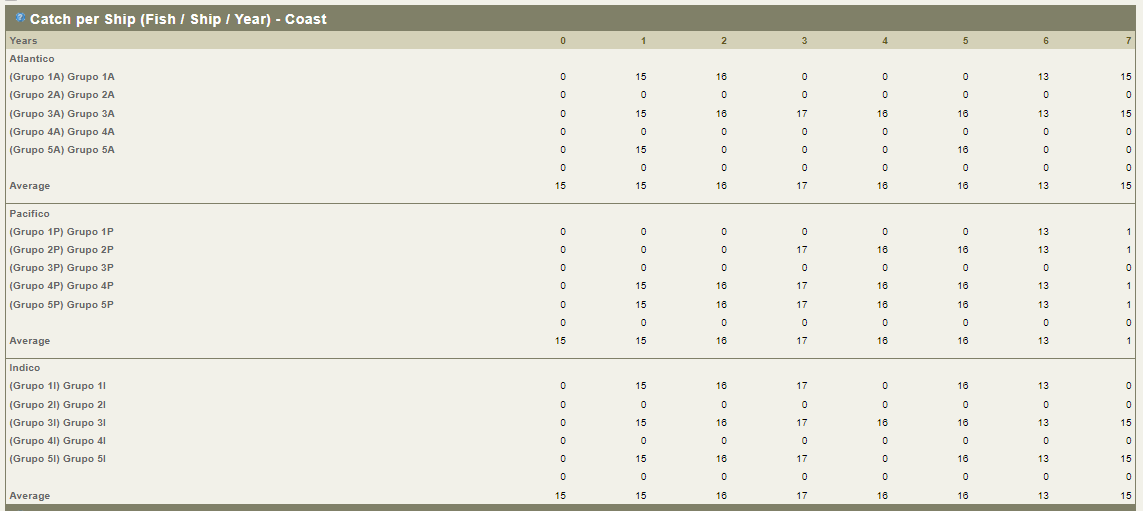 Catch per Ship (Fish / Ship / Year) - Coast
Years 0 1 2 3 4 5 6 7
Atlantico
(Grupo 1A) Grupo 1A 0 15 16 0 0 0 13 15
(Grupo 2A) Grupo 2A 0 0 0 0 0 0 0 0
(Grupo 3A) Grupo 3A 0 15 16 17 16 16 13 15
(Grupo 4A) Grupo 4A 0 0 0 0 0 0 0 0
(Grupo 5A) Grupo 5A 0 15 0 0 0 16 0 0
0 0 0 0 0 0 0 0
Average 15 15 16 17 16 16 13 15
Pacifico
(Grupo 1P) Grupo 1P 0 0 0 0 0 0 13 1
(Grupo 2P) Grupo 2P 0 0 0 17 16 16 13 1
(Grupo 3P) Grupo 3P 0 0 0 0 0 0 0 0
(Grupo 4P) Grupo 4P 0 15 16 17 16 16 13 1
(Grupo 5P) Grupo 5P 0 15 16 17 16 16 13 1
0 0 0 0 0 0 0 0
Average 15 15 16 17 16 16 13 1
Indico
(Grupo 1I) Grupo 1I 0 15 16 17 0 16 13 0
(Grupo 2I) Grupo 2I 0 0 0 0 0 0 0 0
(Grupo 3I) Grupo 3I 0 15 16 17 16 16 13 15
(Grupo 4I) Grupo 4I 0 0 0 0 0 0 0 0
(Grupo 5I) Grupo 5I 0 15 16 17 0 16 13 15
0 0 0 0 0 0 0 0
Average 15 15 16 17 16 16 13 15